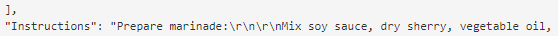 ],
"Instructions": "Prepare marinade:\r\n\r\nMix soy sauce, dry sherry, vegetable oil,